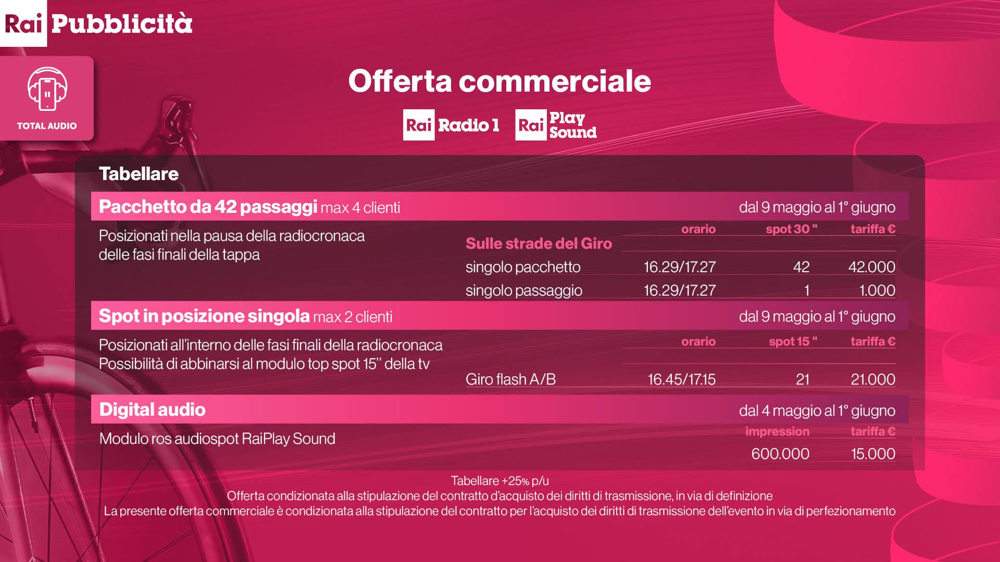 Rai Pubblicità
TOTAL AUDIO
Offerta commerciale
Rai Radio 1 Rai Play Sound
Tabellare
Pacchetto da 42 passaggi max 4 clienti dal 9 maggio al 1° giugno
Posizionati nella pausa della radiocronaca
delle fasi finali della tappa
orario spot 30 " tariffa €
Sulle strade del Giro
singolo pacchetto 16.29/17.27 42 42.000
singolo passaggio 16.29/17.27 1 1.000
Spot in posizione singola max 2 clienti dal 9 maggio al 1° giugno
Posizionati all'interno delle fasi finali della radiocronaca
Possibilità di abbinarsi al modulo top spot 15’’ della tv
orario spot 15 " tariffa €
Giro flash A/B 16.45/17.15 21 21.000
Digital audio dal 4 maggio al 1° giugno
Modulo ros audiospot RaiPlay Sound
impression tariffa €
600.000 15.000
Tabellare +25% p/u
Offerta condizionata alla stipulazione del contratto d'acquisto dei diritti di trasmissione, in via di definizione
La presente offerta commerciale è condizionata alla stipulazione del contratto per l'acquisto dei diritti di trasmissione dell'evento in via di perfezionamento